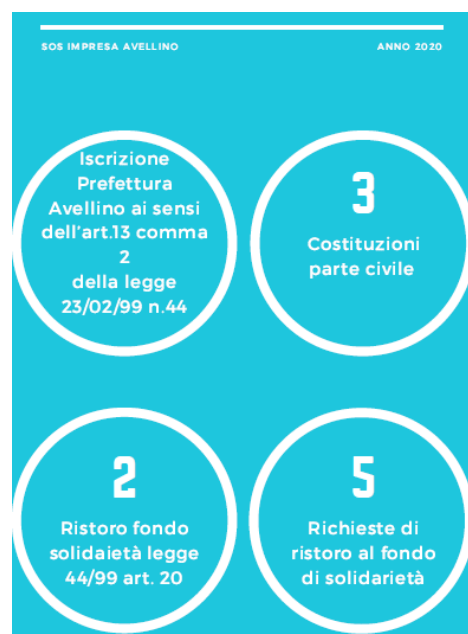 SOS IMPRESA AVELLINO
ANNO 2020
Iscrizione
Prefettura
Avellino ai sensi
dell'art.13 comma
2
della legge
23/02/99 n.44
3
Costituzioni
parte civile
2
Ristoro fondo
solidaietà legge
44/99 art. 20
5
Richieste di
ristoro al fondo
di solidarietà